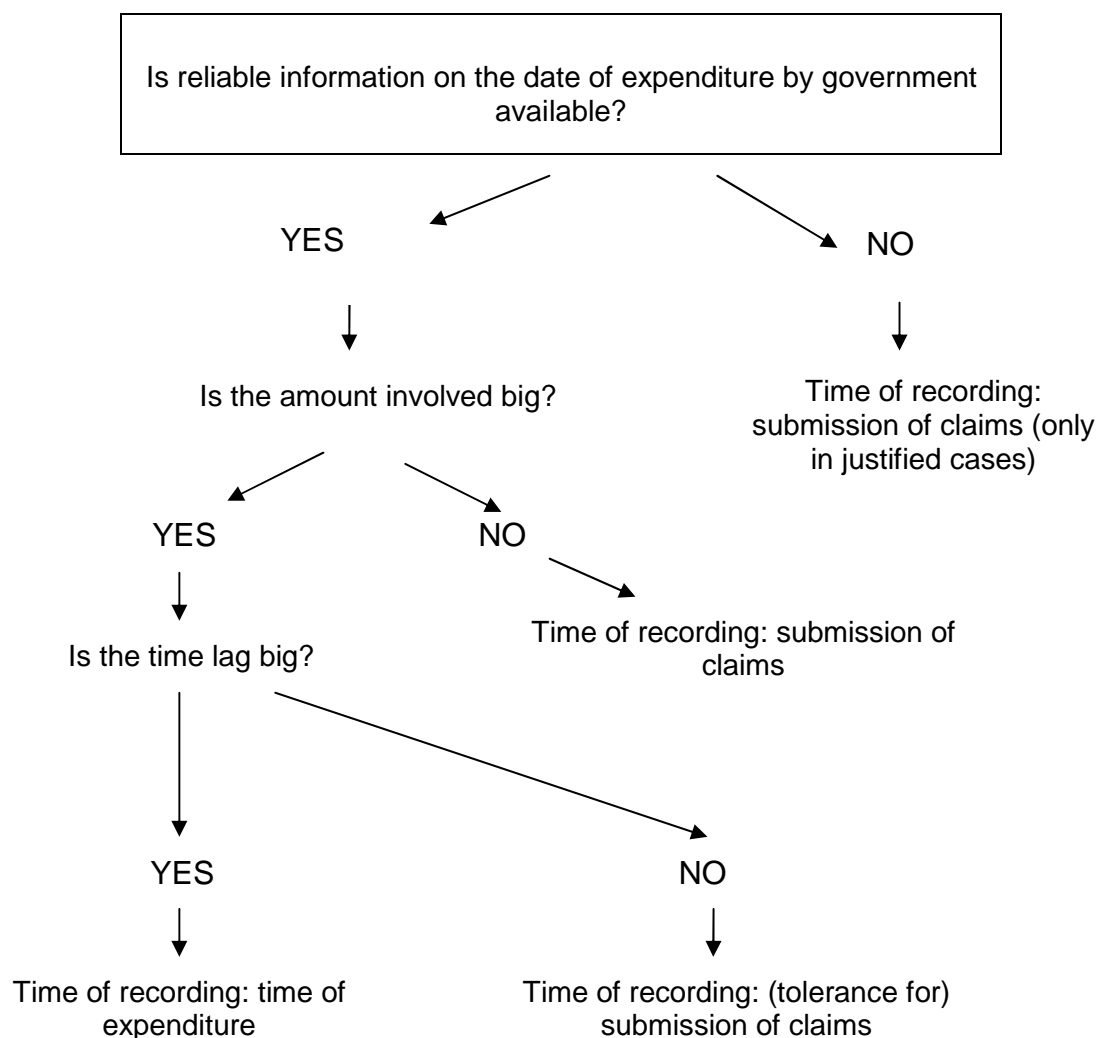 Is reliable information on the date of expenditure by government
available?
YES
NO
Is the amount involved big?
Time of recording:
submission of claims (only
in justified cases)
YES
NO
Time of recording: submission of
claims
Is the time lag big?
YES
NO
Time of recording: time of
expenditure
Time of recording: (tolerance for)
submission of claims